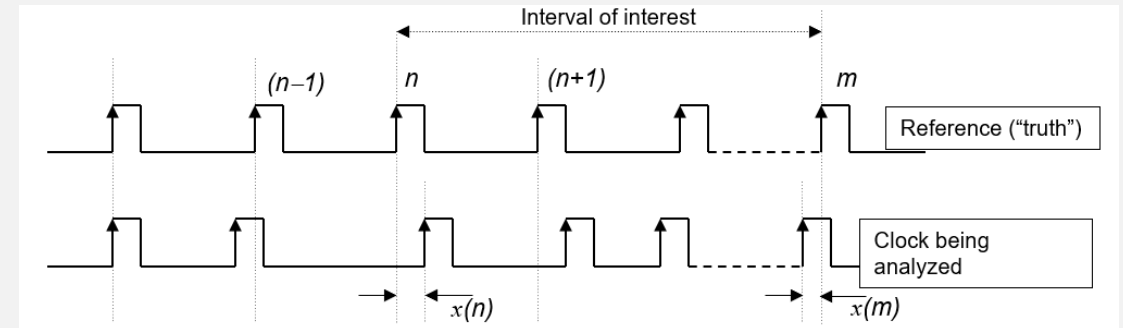 Interval of interest
(n–1)
n
(n+1)
m
Reference (“truth”)
Clock being
analyzed
x(n)
x(m)